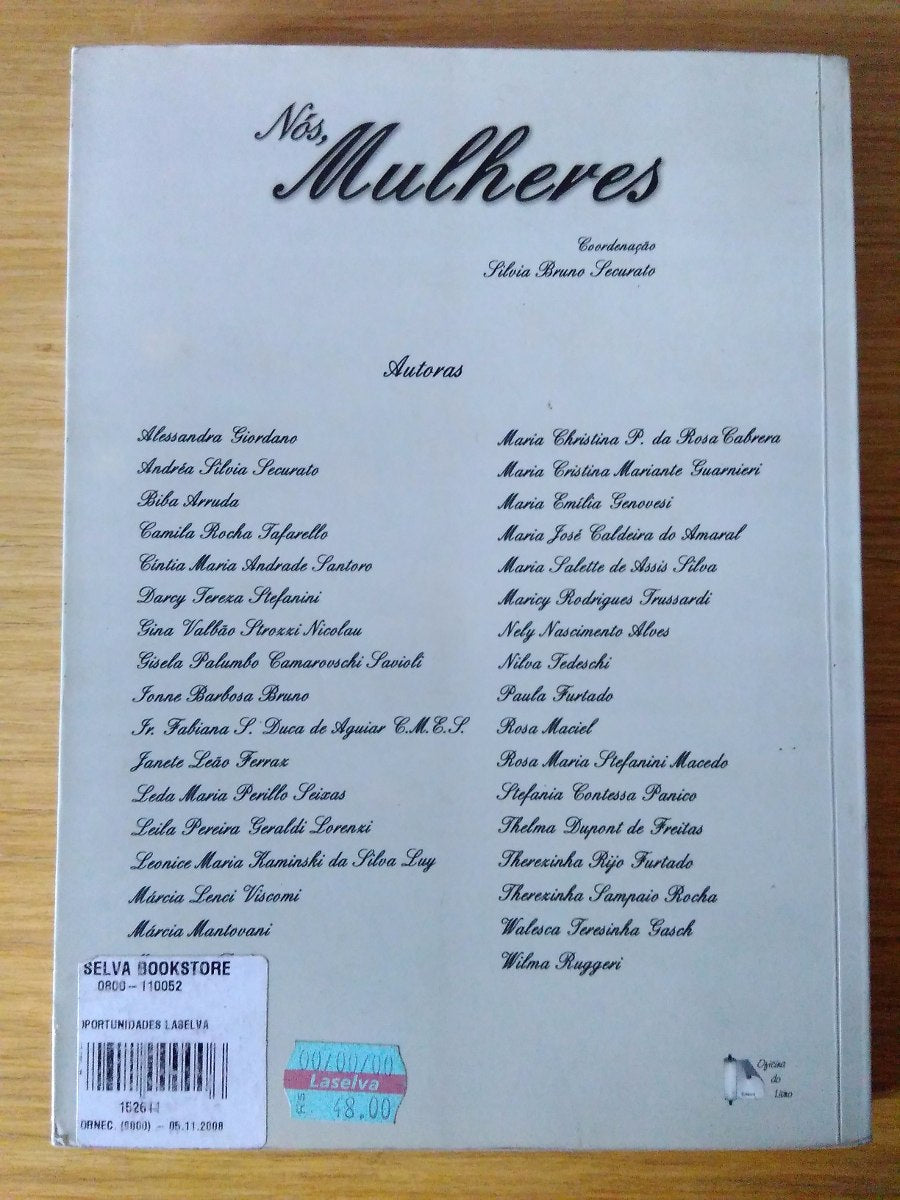 Nós,
Mulheres
Coordenação
Silvia Bruno Securato
Autoras
Alessandra Giordano
Andréa Silvia Securato
Biba Arruda
Camila Rocha Tafarello
Cíntia Maria Andrade Santoro
Darcy Tereza Stefanini
Gina Valbão Strozzi Nicolau
Gisela Palumbo Camarovschi Savioli
Ionne Barbosa Bruno
Ir. Fabiana S. Duca de Aguiar C.M.E.S.
Janete Leão Ferraz
Leda Maria Perillo Seixas
Leila Pereira Geraldi Lorenzi
Leonice Maria Kaminski da Silva Luy
Márcia Lenci Viscomi
Márcia Mantovani
Maria Christina P. da Rosa Cabrera
Maria Cristina Mariante Guarnieri
Maria Emília Genovesi
Maria José Caldeira do Amaral
Maria Salette de Assis Silva
Maricy Rodrigues Trussardi
Nely Nascimento Alves
Nilva Tedeschi
Paula Furtado
Rosa Maciel
Rosa Maria Stefanini Macedo
Stefania Contessa Panico
Thelma Dupont de Freitas
Therezinha Rijo Furtado
Therezinha Sampaio Rocha
Walesca Teresinha Gasch
Wilma Ruggeri
SELVA BOOKSTORE
0800-110052
OPORTUNIDADES LASELVA
ORNEC. (9000) - 05.11.2008
00/00/00
Laselva
R$ 48.00
Oficina
do
Livro